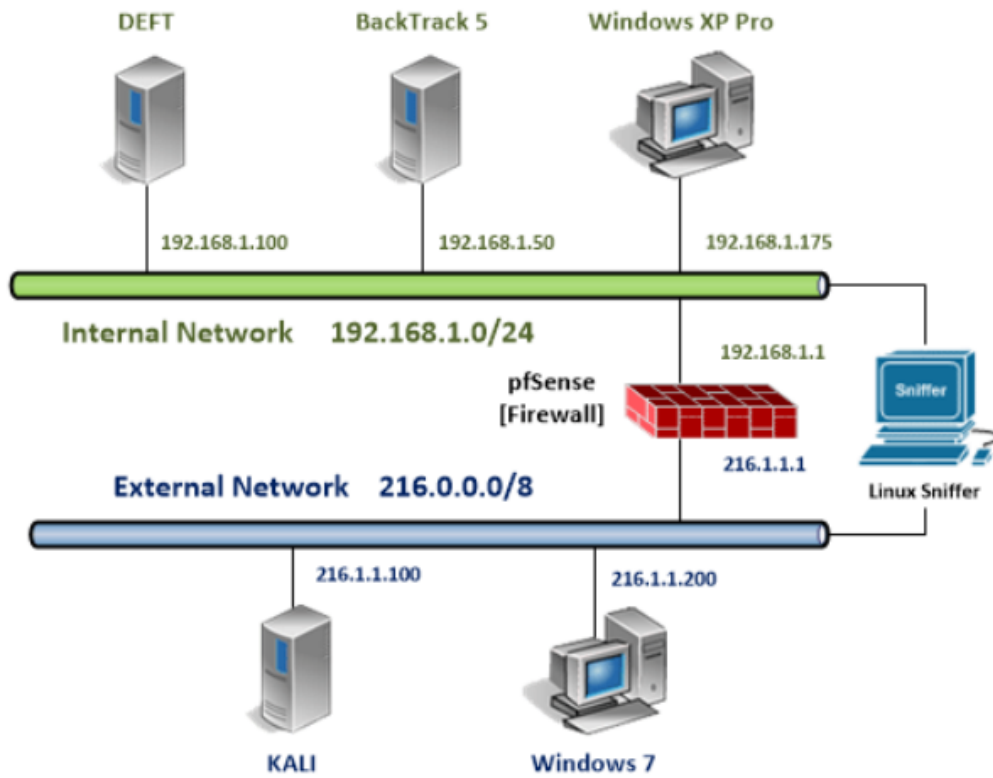 DEFT
BackTrack 5
Windows XP Pro
192.168.1.100
192.168.1.50
192.168.1.175
Internal Network 192.168.1.0/24
192.168.1.1
pfSense
[Firewall]
Sniffer
216.1.1.1
External Network 216.0.0.0/8
Linux Sniffer
216.1.1.100
216.1.1.200
KALI
Windows 7